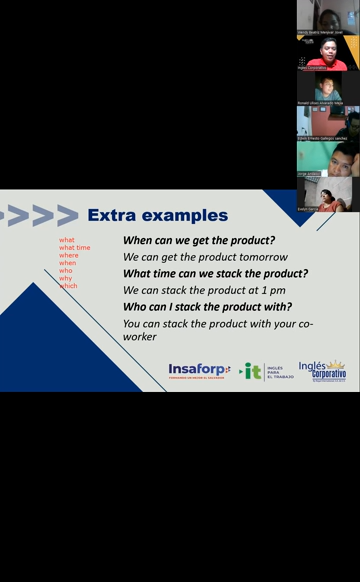 Extra examples
what
what time
where
when
who
why
which
When can we get the product?
We can get the product tomorrow
What time can we stack the product?
We can stack the product at 1 pm
Who can I stack the product with?
You can stack the product with your co-
worker
Insaforp
it
INGLÉS
PARA
EL TRABAJO
Inglés
Corporativo